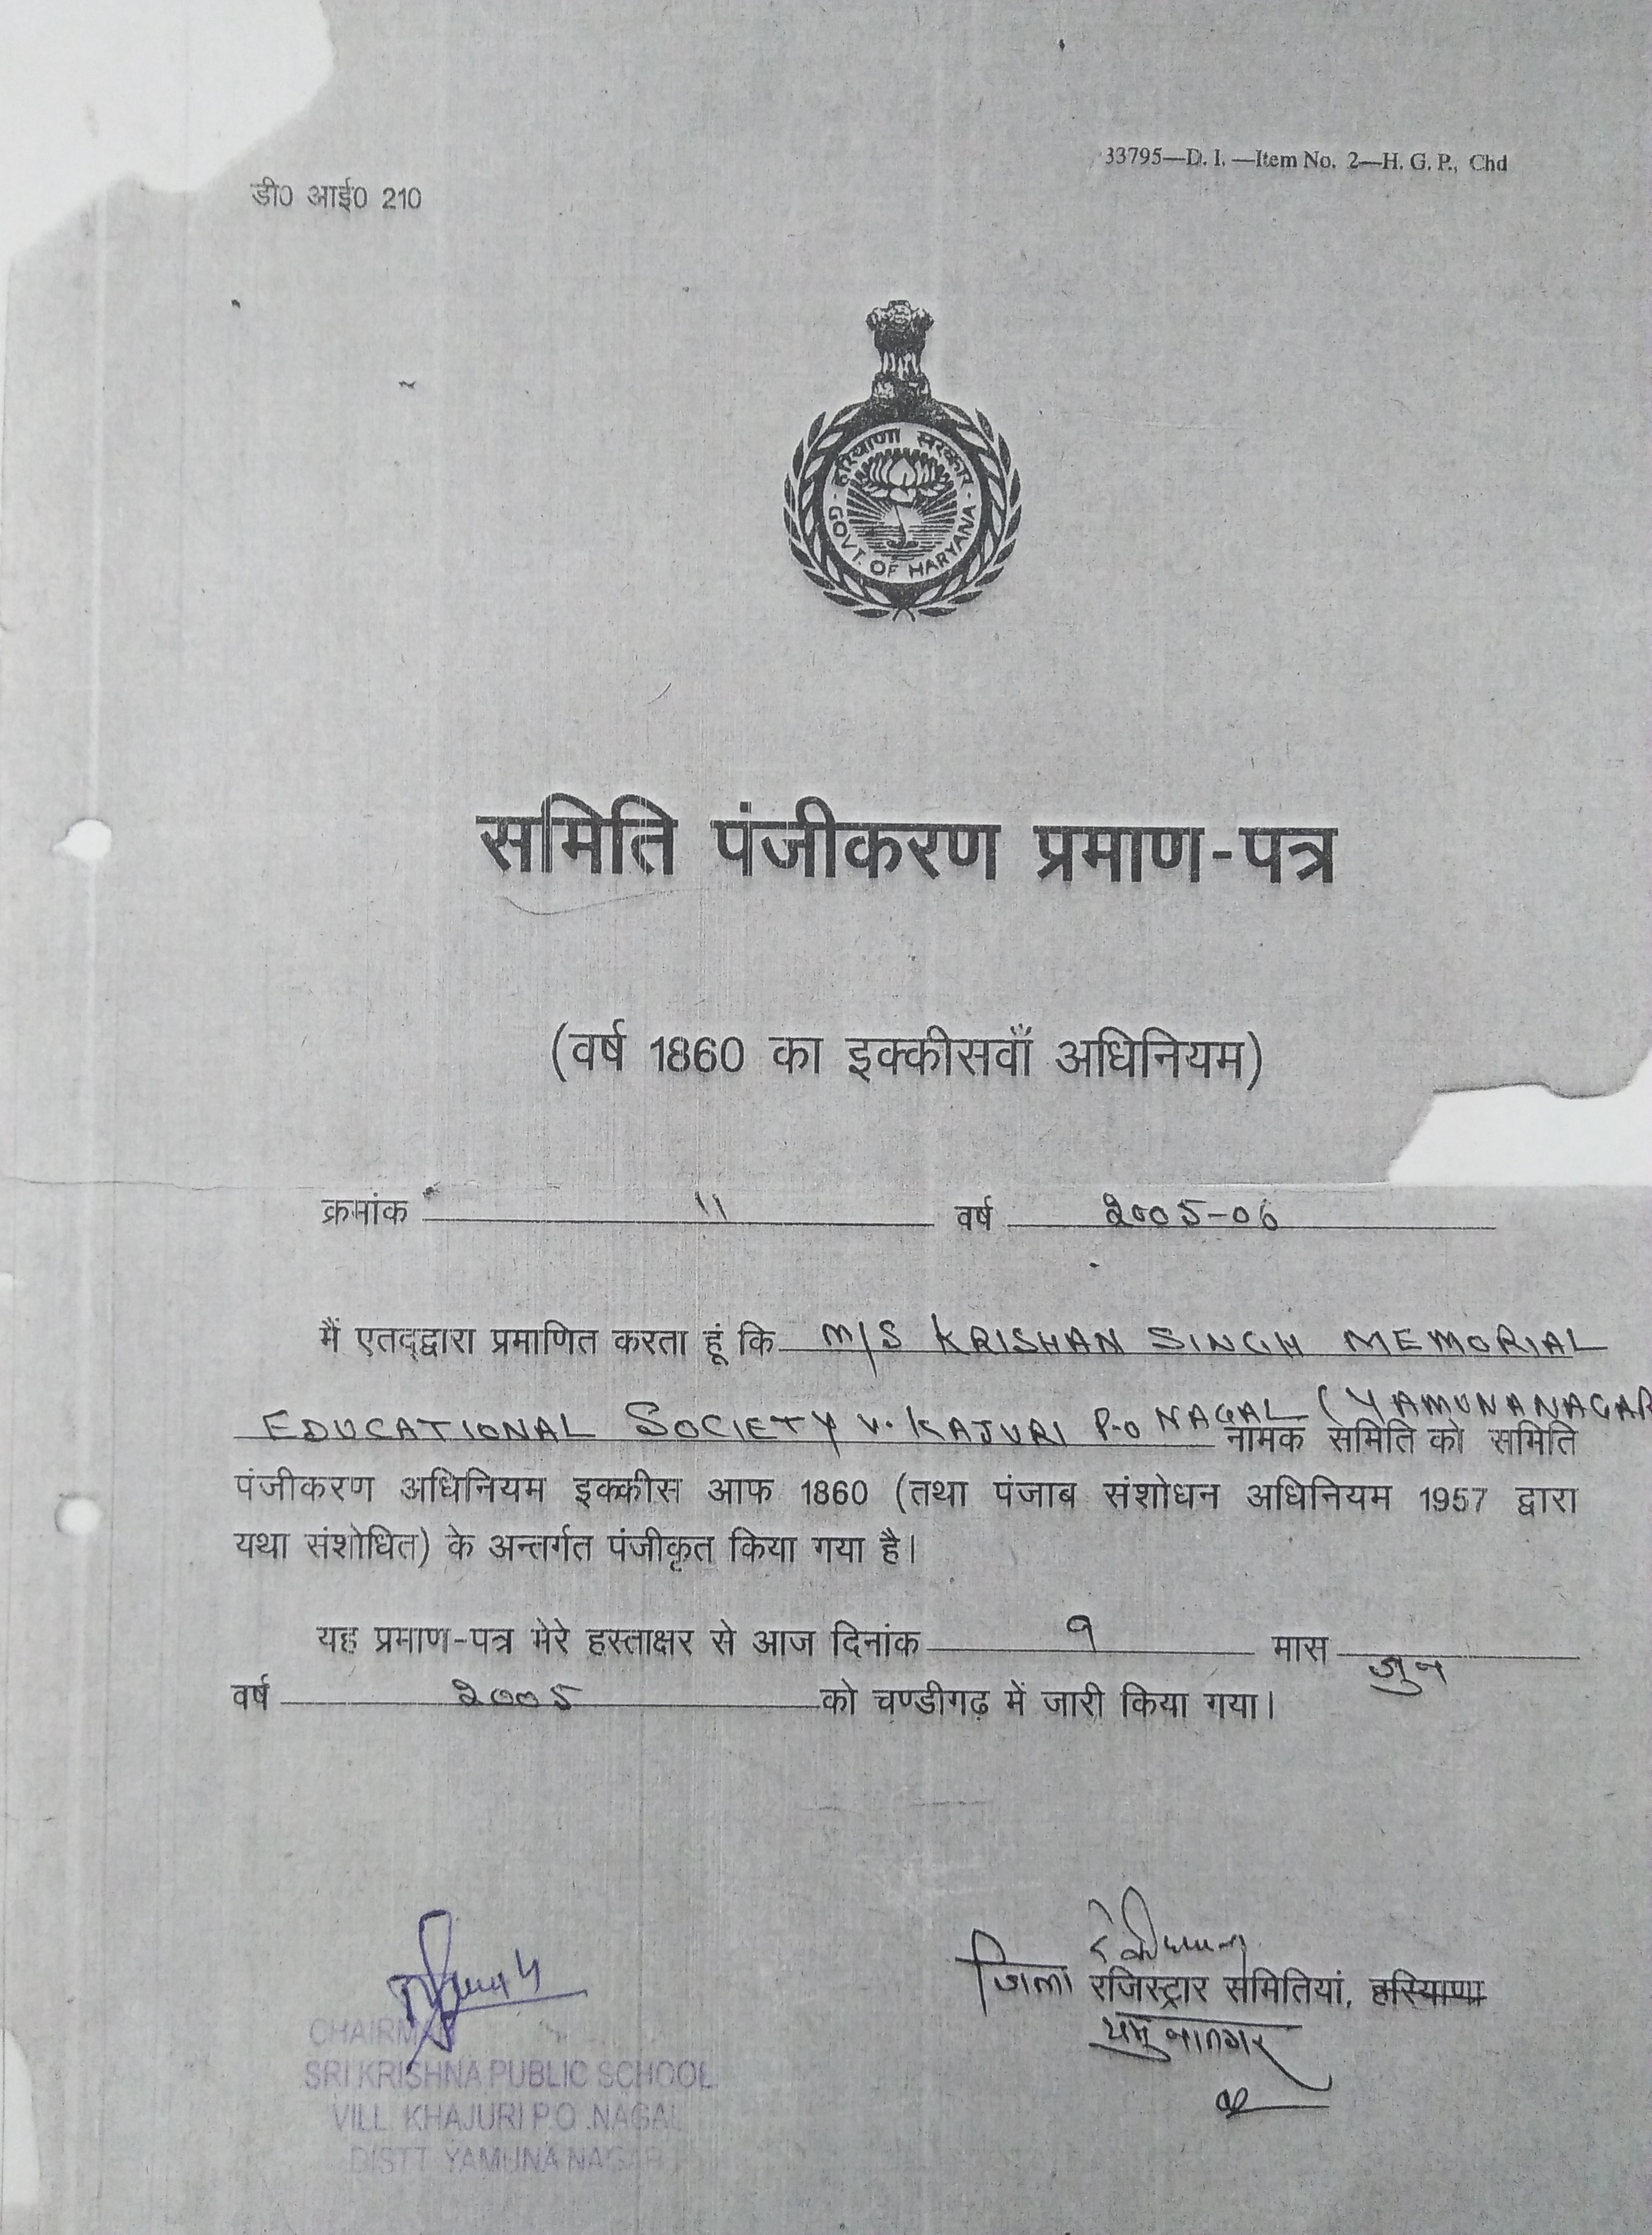 33795—D. I. —Item No. 2—H. G. P., Chd
डी0 आई0 210
हरियाणा सरकार
GOVT. OF HARYANA
समिति पंजीकरण प्रमाण-पत्र
(वर्ष 1860 का इक्कीसवाँ अधिनियम)
क्रमांक 11 वर्ष 2005-06
मैं एतद्द्वारा प्रमाणित करता हूं कि M/S KRISHAN SINGH MEMORIAL
EDUCATIONAL SOCIETY V. KAJURI P.O NAGAL (YAMUNANAGAR
नामक समिति को समिति
पंजीकरण अधिनियम इक्कीस आफ 1860 (तथा पंजाब संशोधन अधिनियम 1957 द्वारा
यथा संशोधित) के अन्तर्गत पंजीकृत किया गया है।
यह प्रमाण-पत्र मेरे हस्ताक्षर से आज दिनांक 9 मास जुन
वर्ष 2005 को चण्डीगढ़ में जारी किया गया।
जिला रजिस्ट्रार समितियां, हरियाणा
यमुनानगर
CHAIRMAN
SRI KRISHNA PUBLIC SCHOOL
VILL. KHAJURI P.O .NAGAL
DISTT YAMUNA NAGAR